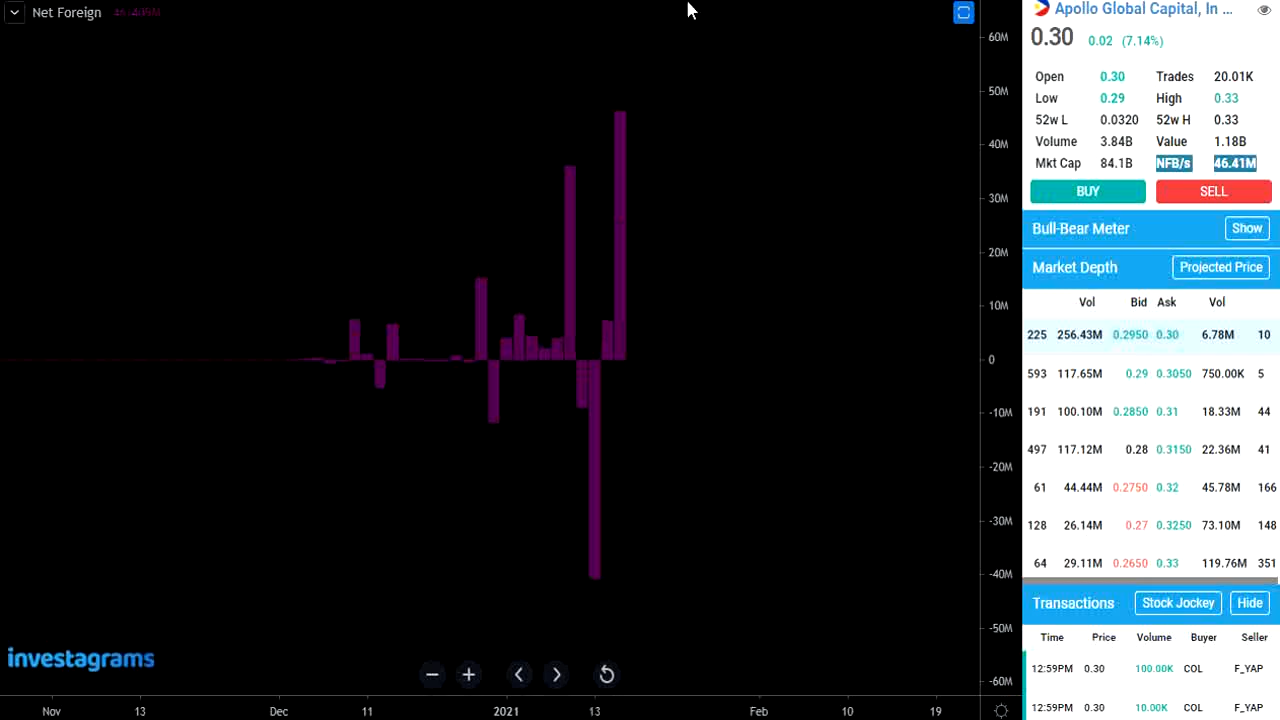 Net Foreign 46.405M
60M
50M
40M
30M
20M
10M
0
-10M
-20M
-30M
-40M
-50M
-60M
investagrams
Nov 13 Dec 11 2021 13 Feb 10 19
Apollo Global Capital, In ...
0.30 0.02 (7.14%)
Open 0.30 Trades 20.01K
Low 0.29 High 0.33
52w L 0.0320 52w H 0.33
Volume 3.84B Value 1.18B
Mkt Cap 84.1B NFB/s 46.41M
BUY SELL
Bull-Bear Meter Show
Market Depth Projected Price
Vol Bid Ask Vol
225 256.43M 0.2950 0.30 6.78M 10
593 117.65M 0.29 0.3050 750.00K 5
191 100.10M 0.2850 0.31 18.33M 44
497 117.12M 0.28 0.3150 22.36M 41
61 44.44M 0.2750 0.32 45.78M 166
128 26.14M 0.27 0.3250 73.10M 148
64 29.11M 0.2650 0.33 119.76M 351
Transactions Stock Jockey Hide
Time Price Volume Buyer Seller
12:59PM 0.30 100.00K COL F_YAP
12:59PM 0.30 10.00K COL F_YAP